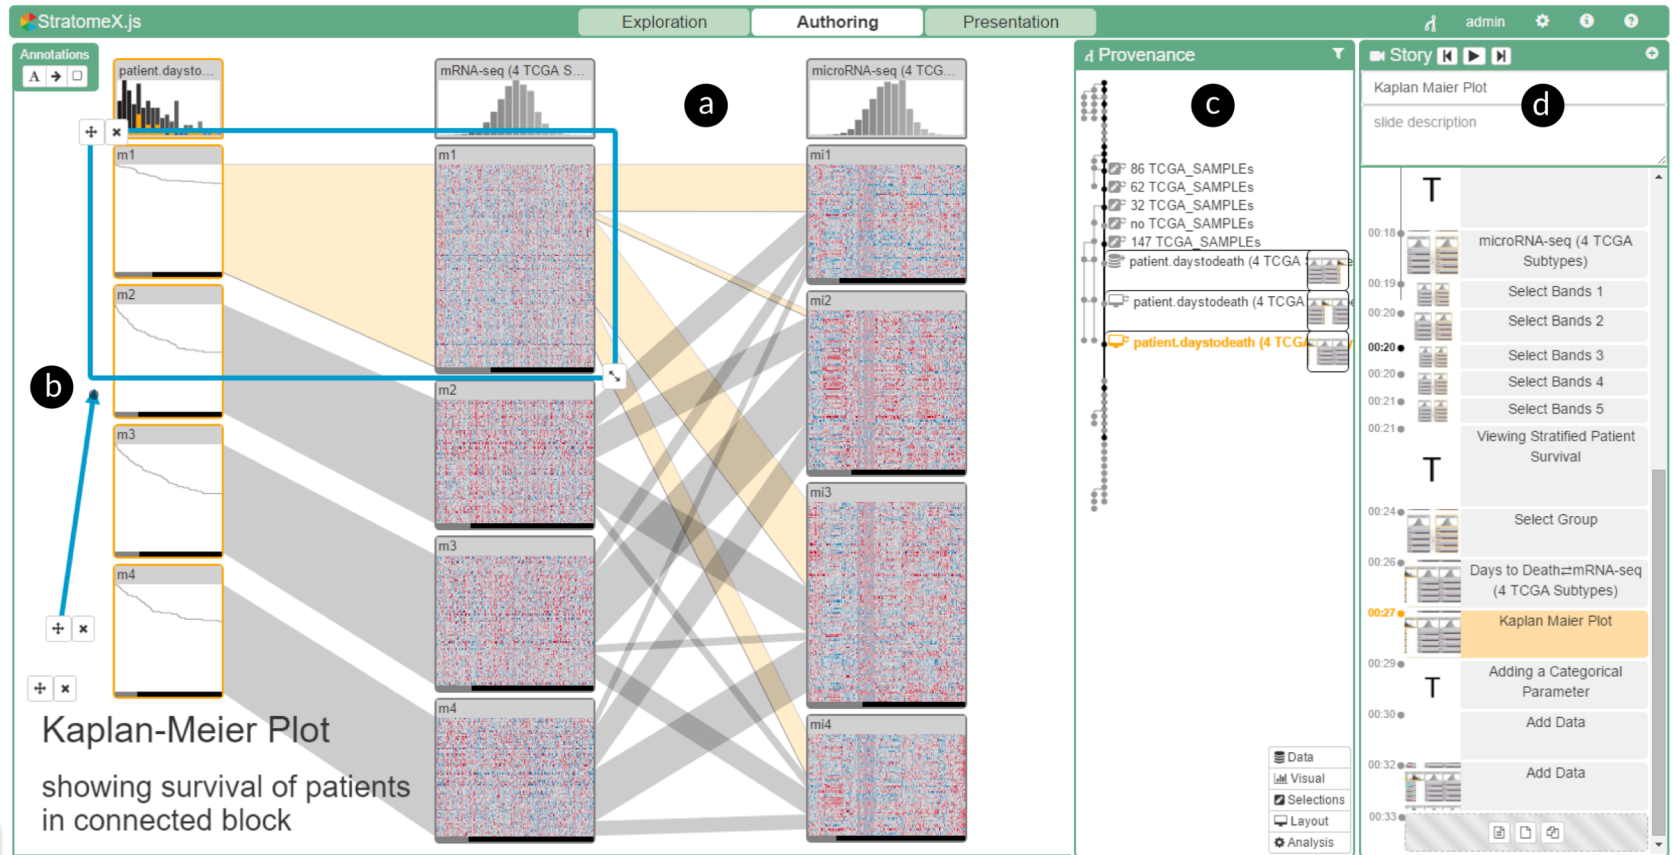 StratomeX.js
Exploration
Authoring
Presentation
admin
Annotations
A
patient.daysto...
mRNA-seq (4 TCGA S...
microRNA-seq (4 TCG...
a
m1
m2
m3
m4
m1
m2
m3
m4
mi1
mi2
mi3
mi4
b
Kaplan-Meier Plot
showing survival of patients
in connected block
Provenance
c
86 TCGA_SAMPLEs
62 TCGA_SAMPLEs
32 TCGA_SAMPLEs
no TCGA_SAMPLEs
147 TCGA_SAMPLEs
patient.daystodeath (4 TCGA
patient.daystodeath (4 TCGA
patient.daystodeath (4 TCG
Data
Visual
Selections
Layout
Analysis
Story
Kaplan Maier Plot
d
slide description
T
00:18
microRNA-seq (4 TCGA
Subtypes)
00:19
Select Bands 1
00:20
Select Bands 2
00:20
Select Bands 3
00:20
Select Bands 4
00:21
Select Bands 5
00:21
Viewing Stratified Patient
Survival
T
00:24
Select Group
00:26
Days to Death⇌mRNA-seq
(4 TCGA Subtypes)
00:27
Kaplan Maier Plot
00:29
Adding a Categorical
Parameter
T
00:30
Add Data
00:32
Add Data
00:33